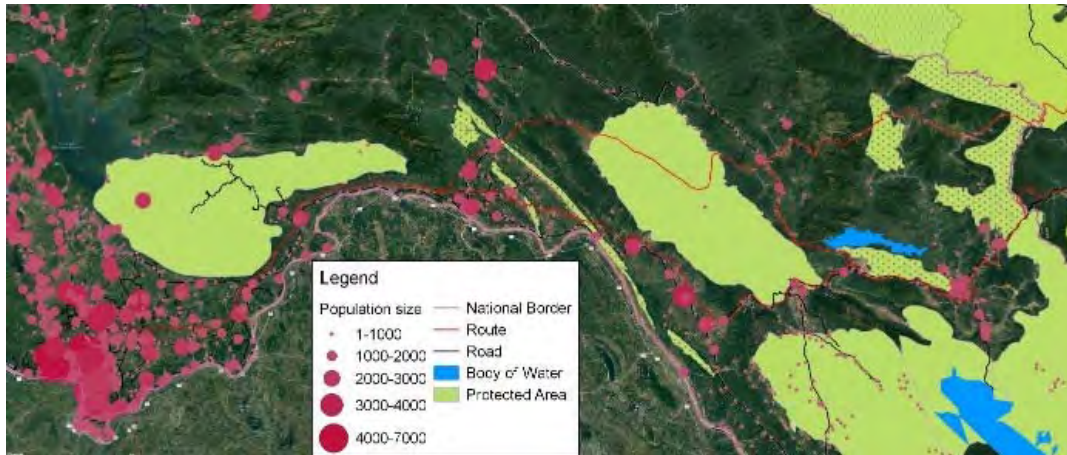 Legend
Population size
1-1000
1000-2000
2000-3000
3000-4000
4000-7000
National Border
Route
Road
Body of Water
Protected Area